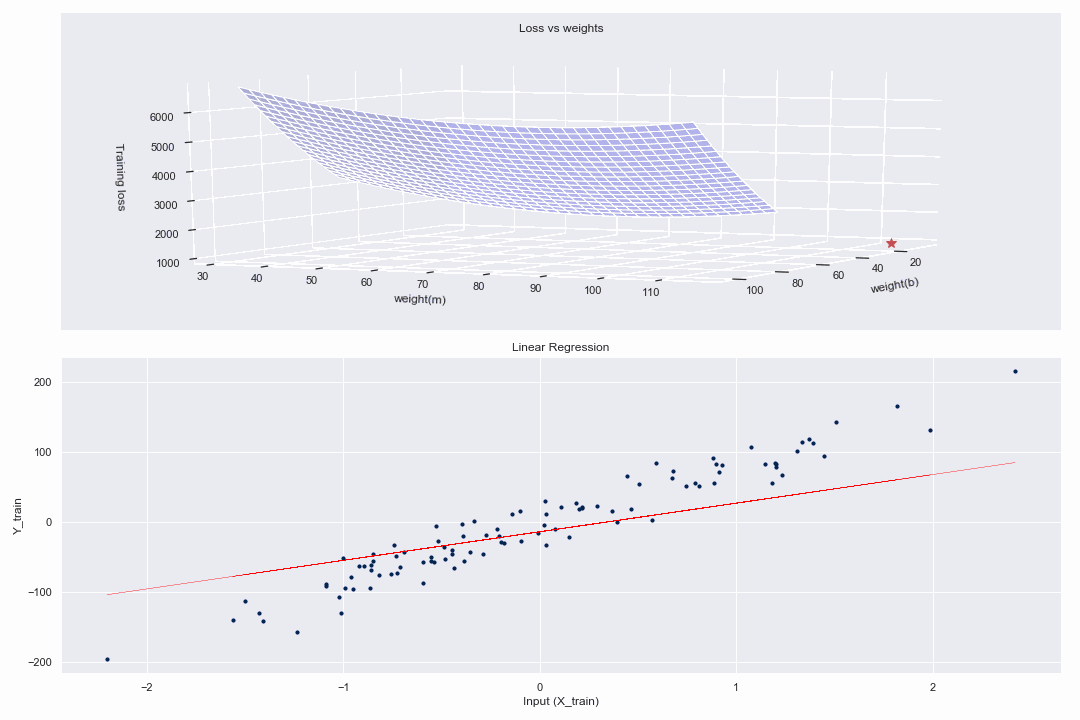 Loss vs weights
6000
5000
4000
3000
2000
1000
Training loss
30 40 50 60 70 80 90 100 110
weight(m)
100 80 60 40 20
weight(b)
Linear Regression
200
100
0
−100
−200
Y_train
−2 −1 0 1 2
Input (X_train)